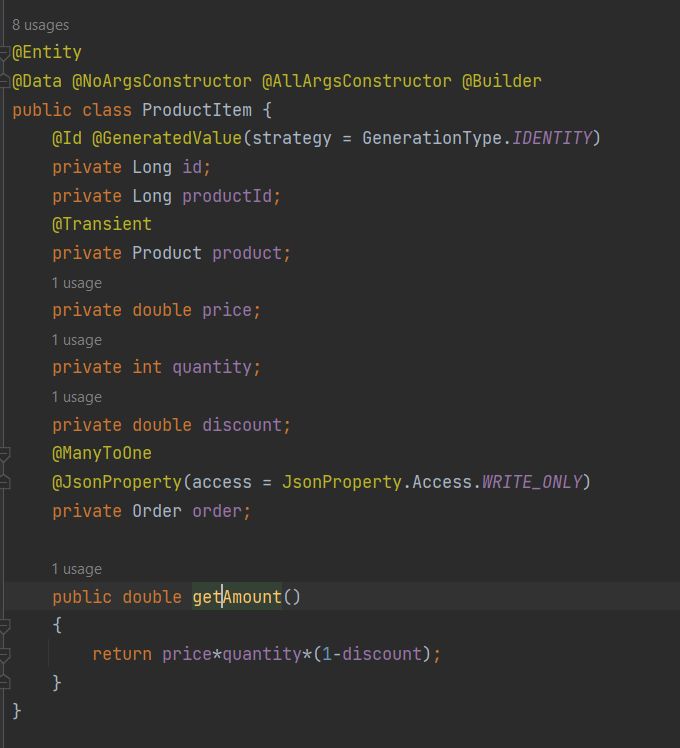 8 usages
@Entity
@Data @NoArgsConstructor @AllArgsConstructor @Builder
public class ProductItem {
@Id @GeneratedValue(strategy = GenerationType.IDENTITY)
private Long id;
private Long productId;
@Transient
private Product product;
1 usage
private double price;
1 usage
private int quantity;
1 usage
private double discount;
@ManyToOne
@JsonProperty(access = JsonProperty.Access.WRITE_ONLY)
private Order order;
1 usage
public double getAmount()
{
return price*quantity*(1-discount);
}
}